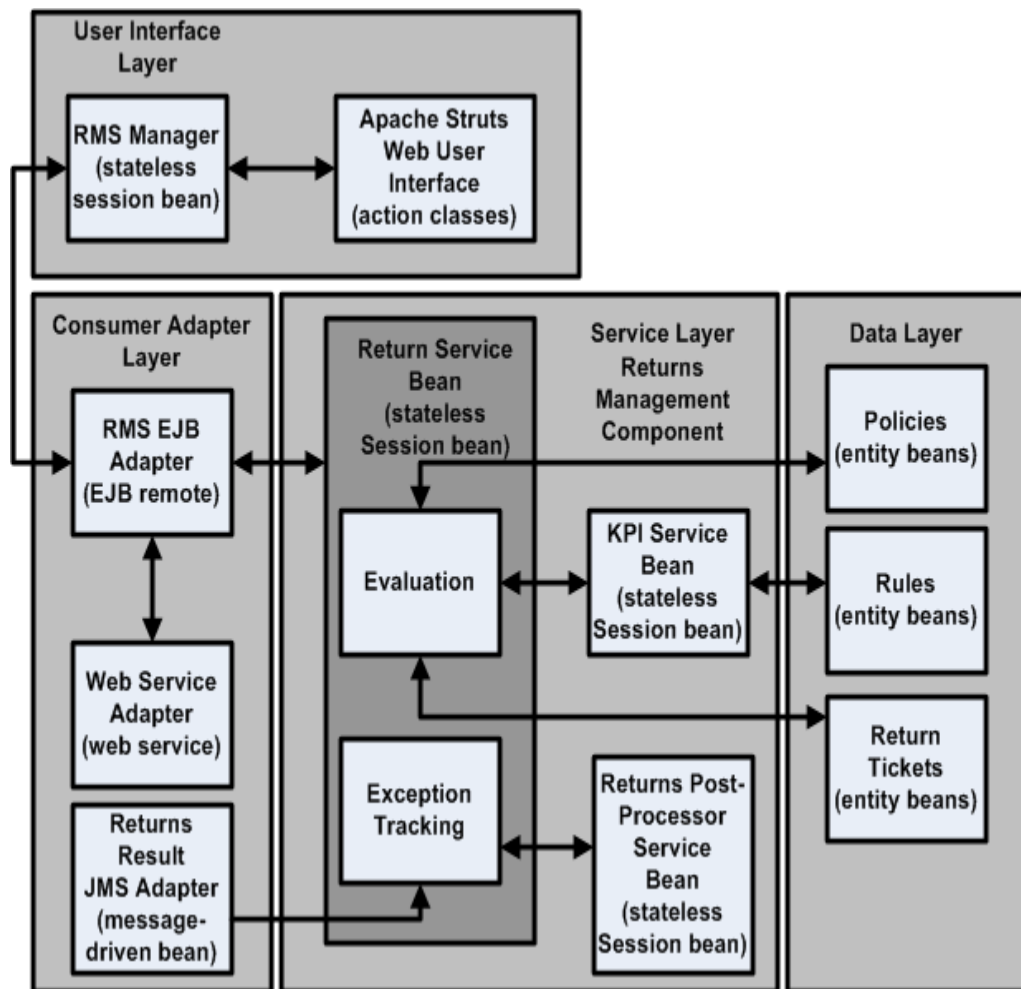 User Interface
Layer
RMS Manager
(stateless
session bean)
Apache Struts
Web User
Interface
(action classes)
Consumer Adapter
Layer
RMS EJB
Adapter
(EJB remote)
Web Service
Adapter
(web service)
Returns
Result
JMS Adapter
(message-
driven bean)
Return Service
Bean
(stateless
Session bean)
Evaluation
Exception
Tracking
Service Layer
Returns
Management
Component
KPI Service
Bean
(stateless
Session bean)
Returns Post-
Processor
Service
Bean
(stateless
Session bean)
Data Layer
Policies
(entity beans)
Rules
(entity beans)
Return
Tickets
(entity beans)